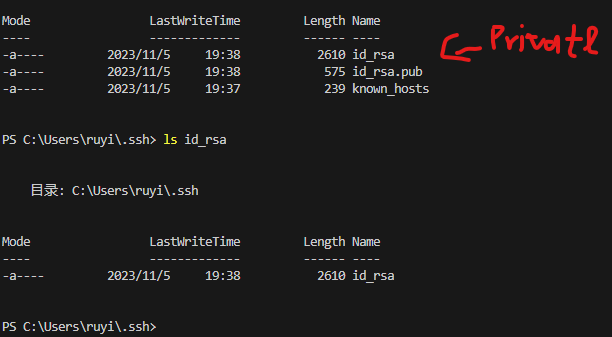 Mode LastWriteTime Length Name
---- ------------- ------ ----
-a---- 2023/11/5 19:38 2610 id_rsa
Private
-a---- 2023/11/5 19:38 575 id_rsa.pub
-a---- 2023/11/5 19:37 239 known_hosts
PS C:\Users\ruyi\.ssh> ls id_rsa
目录: C:\Users\ruyi\.ssh
Mode LastWriteTime Length Name
---- ------------- ------ ----
-a---- 2023/11/5 19:38 2610 id_rsa
PS C:\Users\ruyi\.ssh>